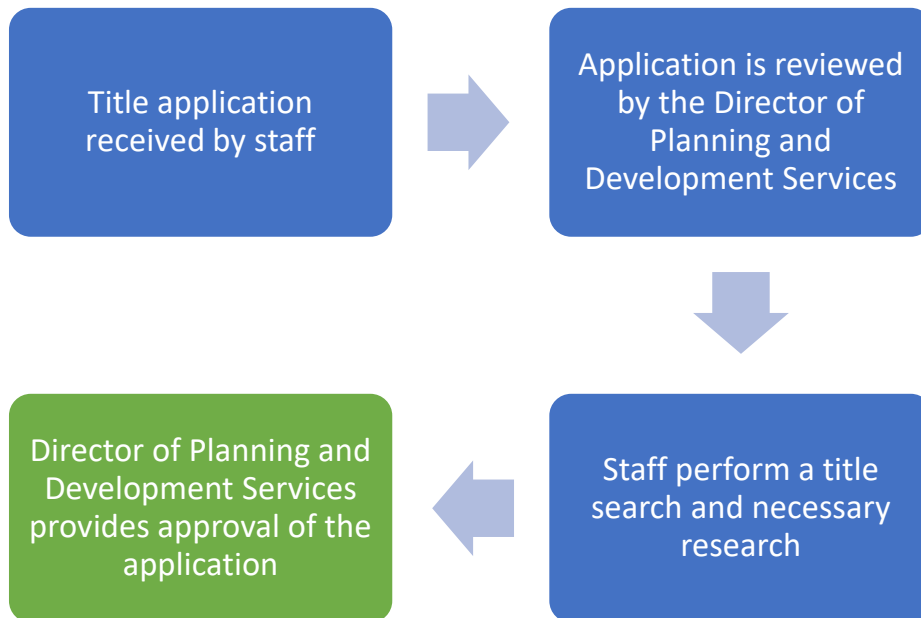 Title application
received by staff
Application is reviewed
by the Director of
Planning and
Development Services
Staff perform a title
search and necessary
research
Director of Planning and
Development Services
provides approval of the
application